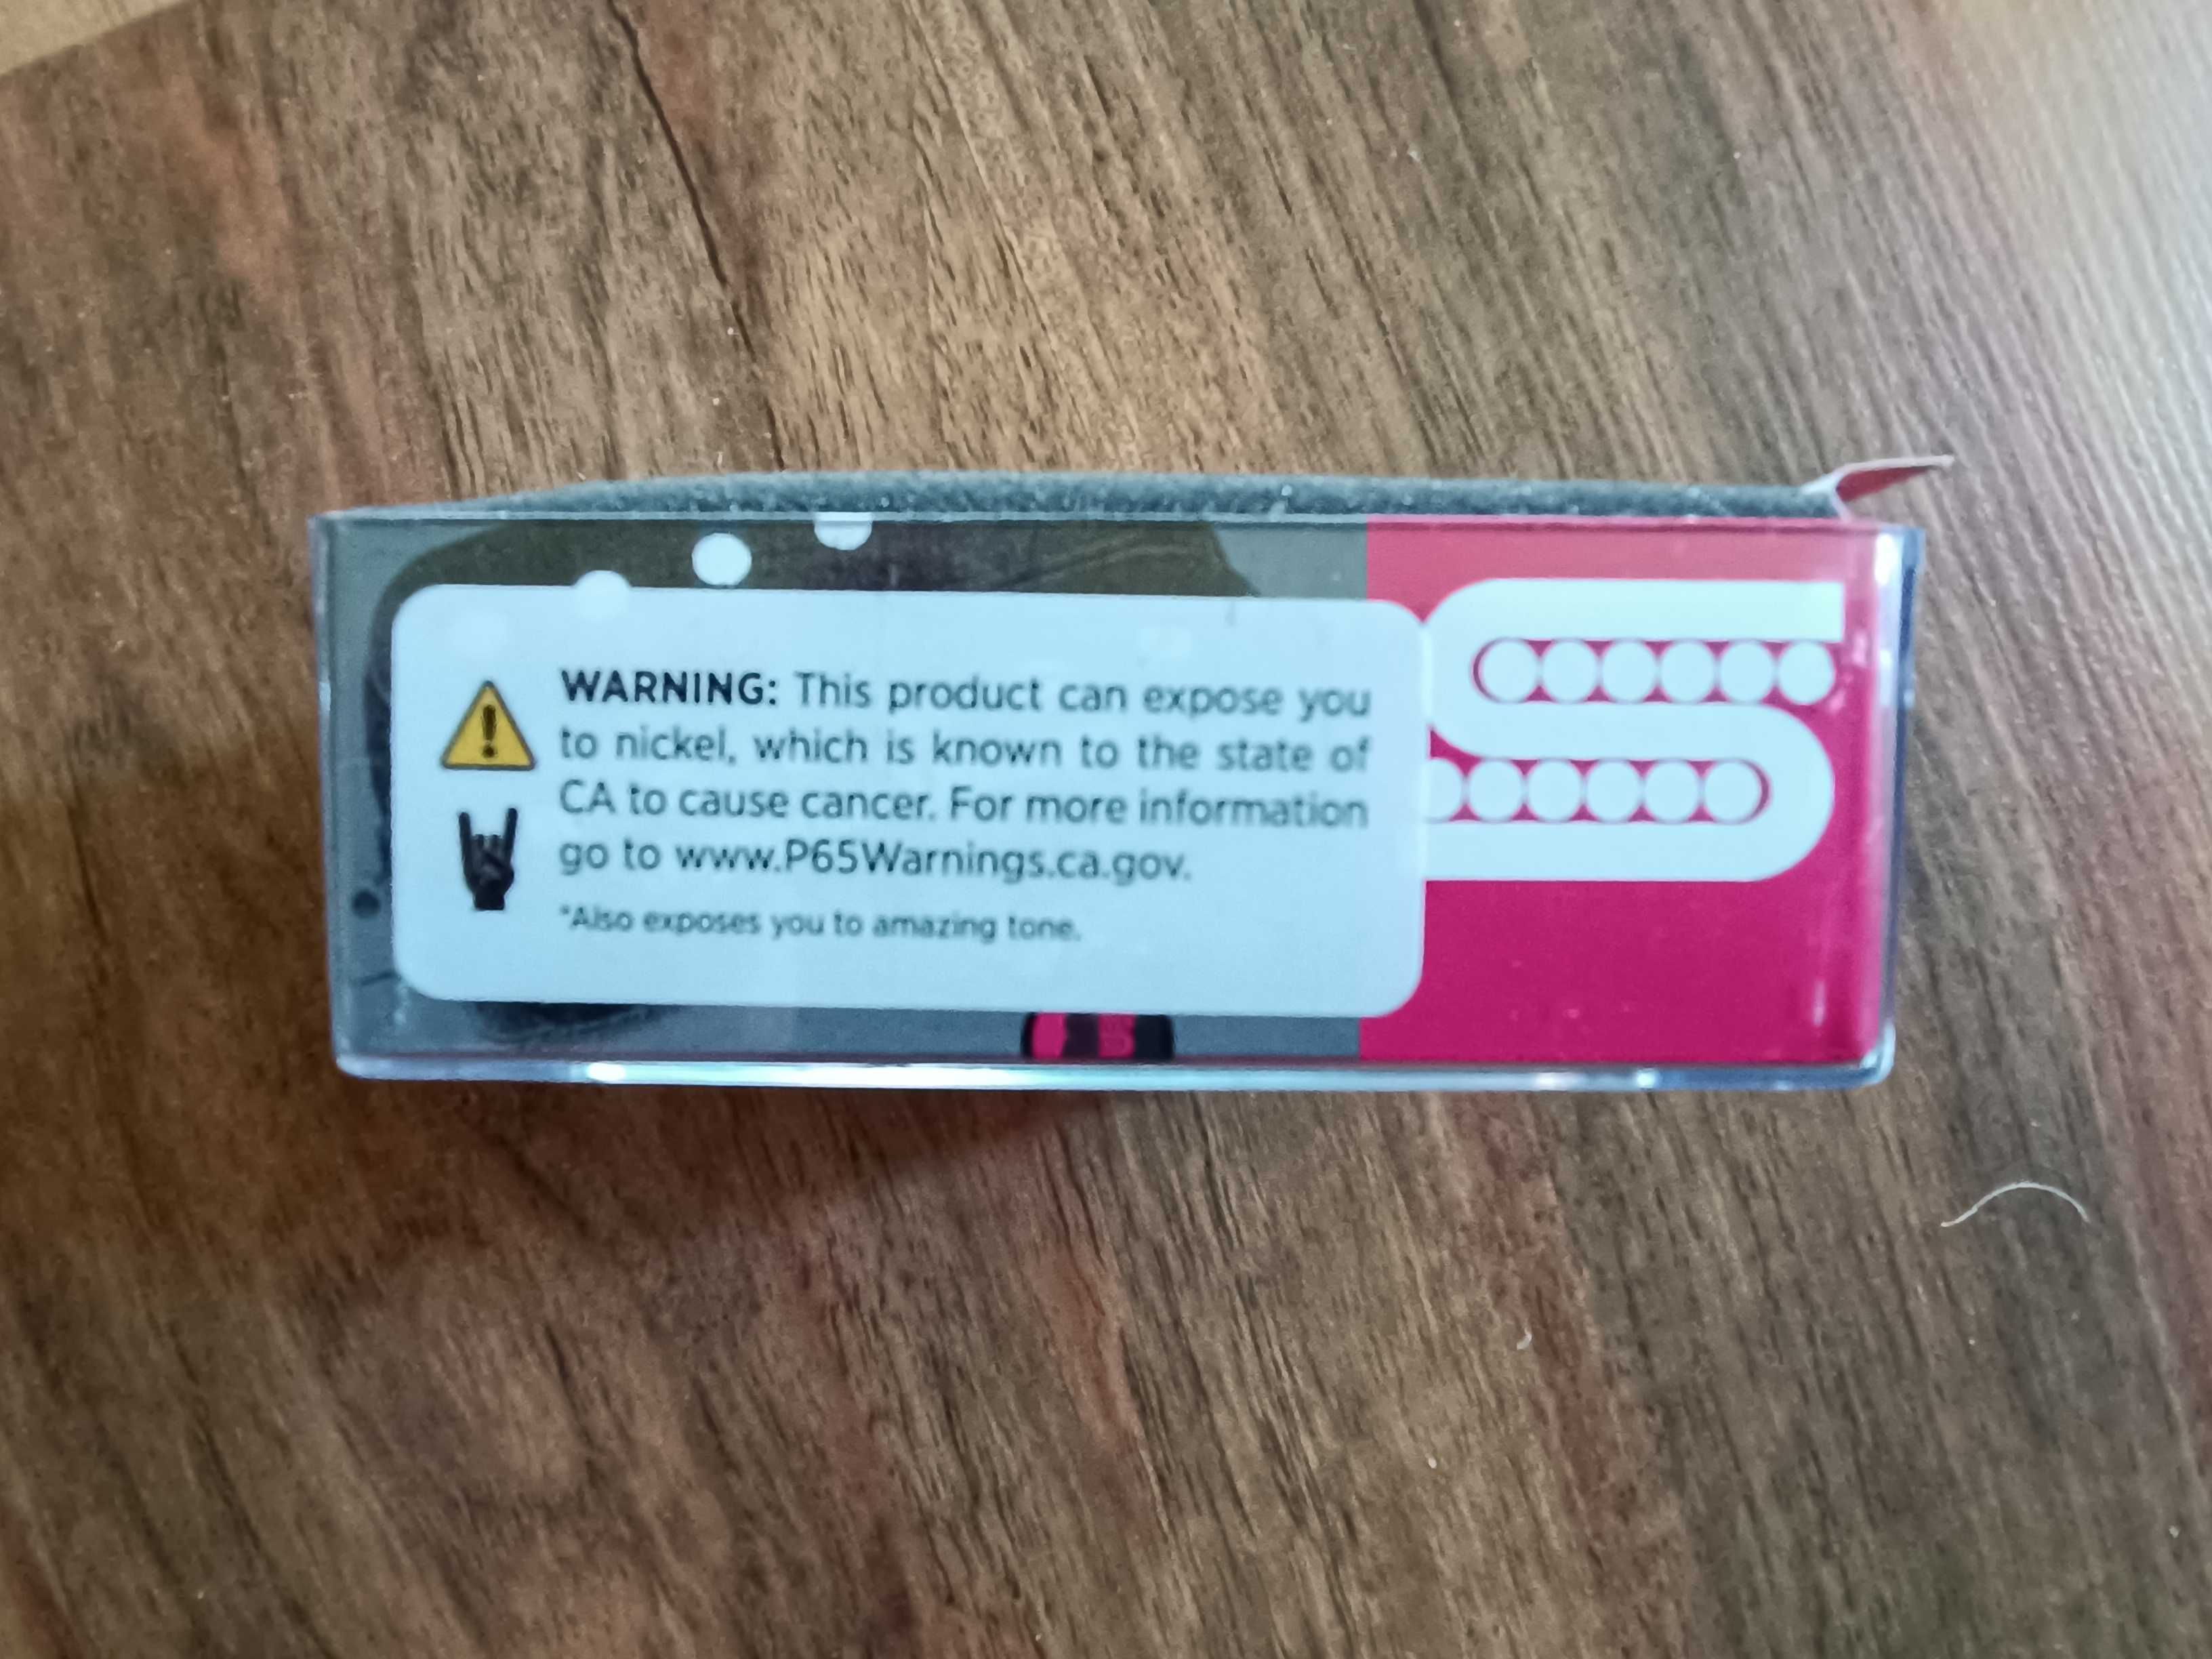 WARNING: This product can expose you
to nickel, which is known to the state of
CA to cause cancer. For more information
go to www.P65Warnings.ca.gov.
*Also exposes you to amazing tone.